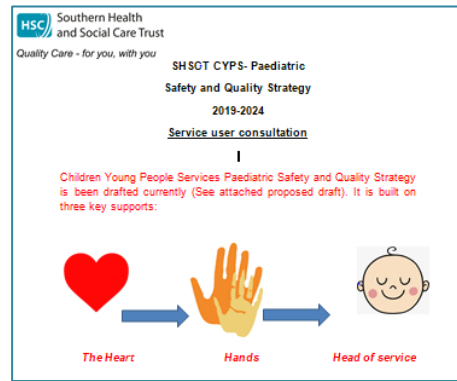 HSC Southern Health
and Social Care Trust
Quality Care - for you, with you
SHSCT CYPS- Paediatric
Safety and Quality Strategy
2019-2024
Service user consultation
Children Young People Services Paediatric Safety and Quality Strategy
is been drafted currently (See attached proposed draft). It is built on
three key supports:
The Heart Hands Head of service